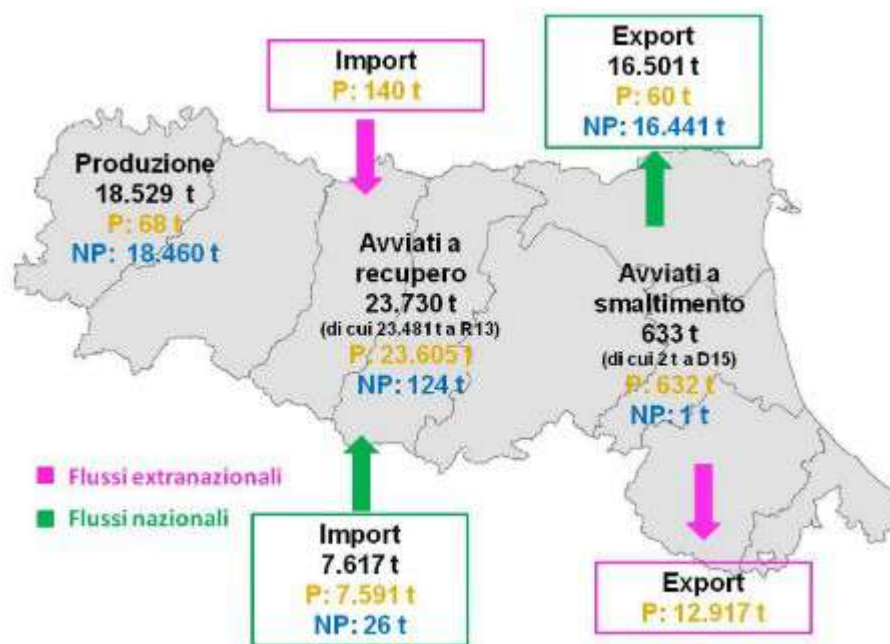 Import
P: 140 t
Export
16.501 t
P: 60 t
NP: 16.441 t
Produzione
18.529 t
P: 68 t
NP: 18.460 t
Avviati a
recupero
23.730 t
(di cui 23.481 t a R13)
P: 23.605 t
NP: 124 t
Avviati a
smaltimento
633 t
(di cui 2 t a D15)
P: 632 t
NP: 1 t
Flussi extranazionali
Flussi nazionali
Import
7.617 t
P: 7.591 t
NP: 26 t
Export
P: 12.917 t